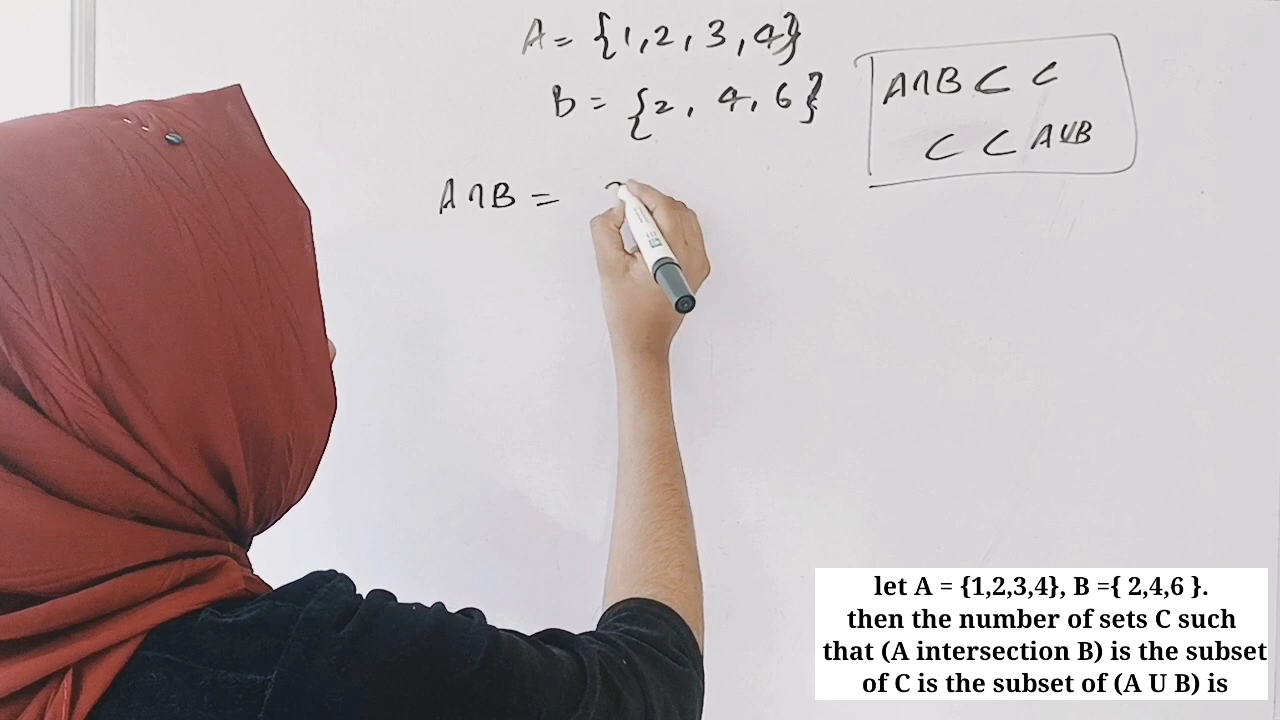 A = {1, 2, 3, 4}
B = {2, 4, 6}
A∩B ⊂ C
C ⊂ A∪B
A∩B =
let A = {1,2,3,4}, B ={ 2,4,6 }.
then the number of sets C such
that (A intersection B) is the subset
of C is the subset of (A U B) is